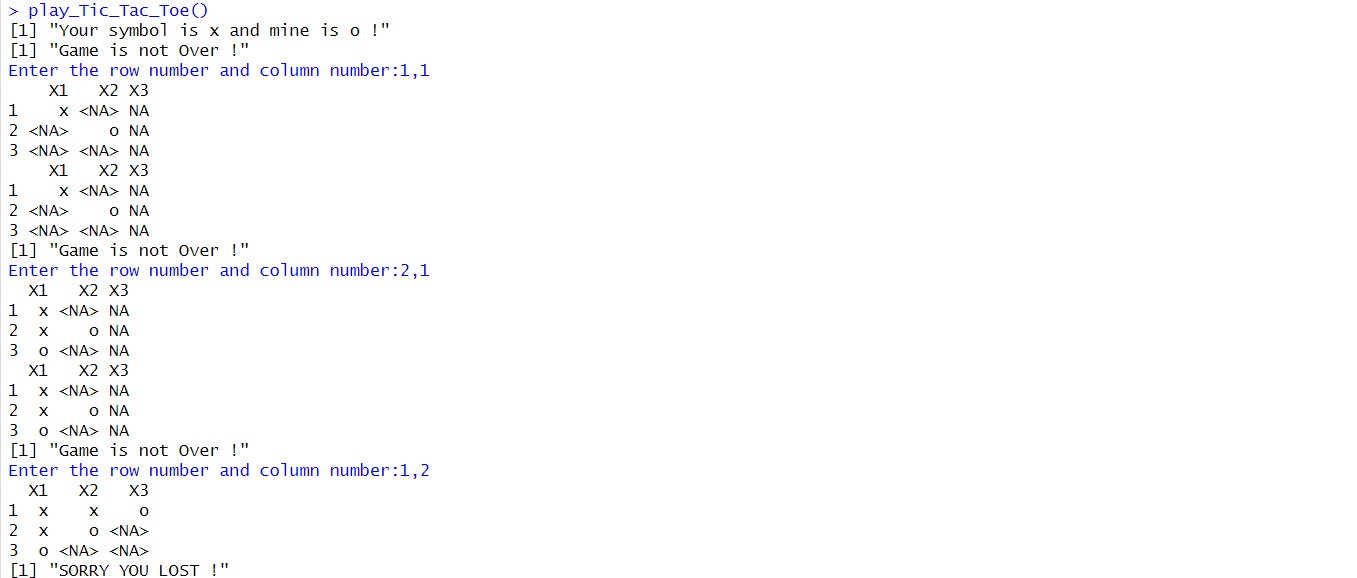 > play_Tic_Tac_Toe()
[1] "Your symbol is x and mine is o !"
[1] "Game is not Over !"
Enter the row number and column number:1,1
    X1   X2 X3
1    x <NA> NA
2 <NA>    o NA
3 <NA> <NA> NA
    X1   X2 X3
1    x <NA> NA
2 <NA>    o NA
3 <NA> <NA> NA
[1] "Game is not Over !"
Enter the row number and column number:2,1
  X1   X2 X3
1  x <NA> NA
2  x    o NA
3  o <NA> NA
  X1   X2 X3
1  x <NA> NA
2  x    o NA
3  o <NA> NA
[1] "Game is not Over !"
Enter the row number and column number:1,2
  X1   X2   X3
1  x    x    o
2  x    o <NA>
3  o <NA> <NA>
[1] "SORRY YOU LOST !"